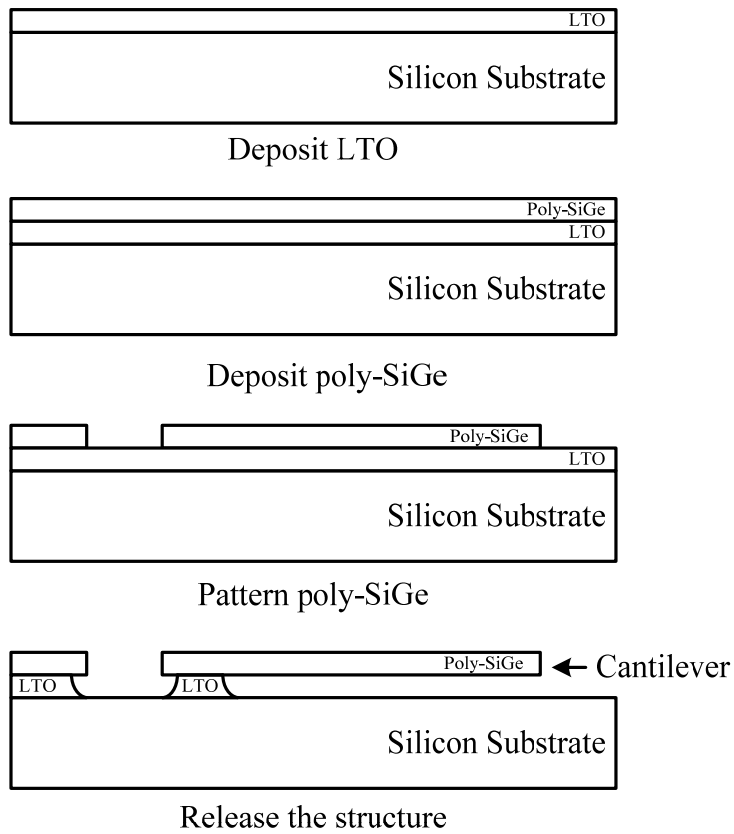 LTO
Silicon Substrate
Deposit LTO
Poly-SiGe
LTO
Silicon Substrate
Deposit poly-SiGe
Poly-SiGe
LTO
Silicon Substrate
Pattern poly-SiGe
Poly-SiGe
Cantilever
LTO
LTO
Silicon Substrate
Release the structure